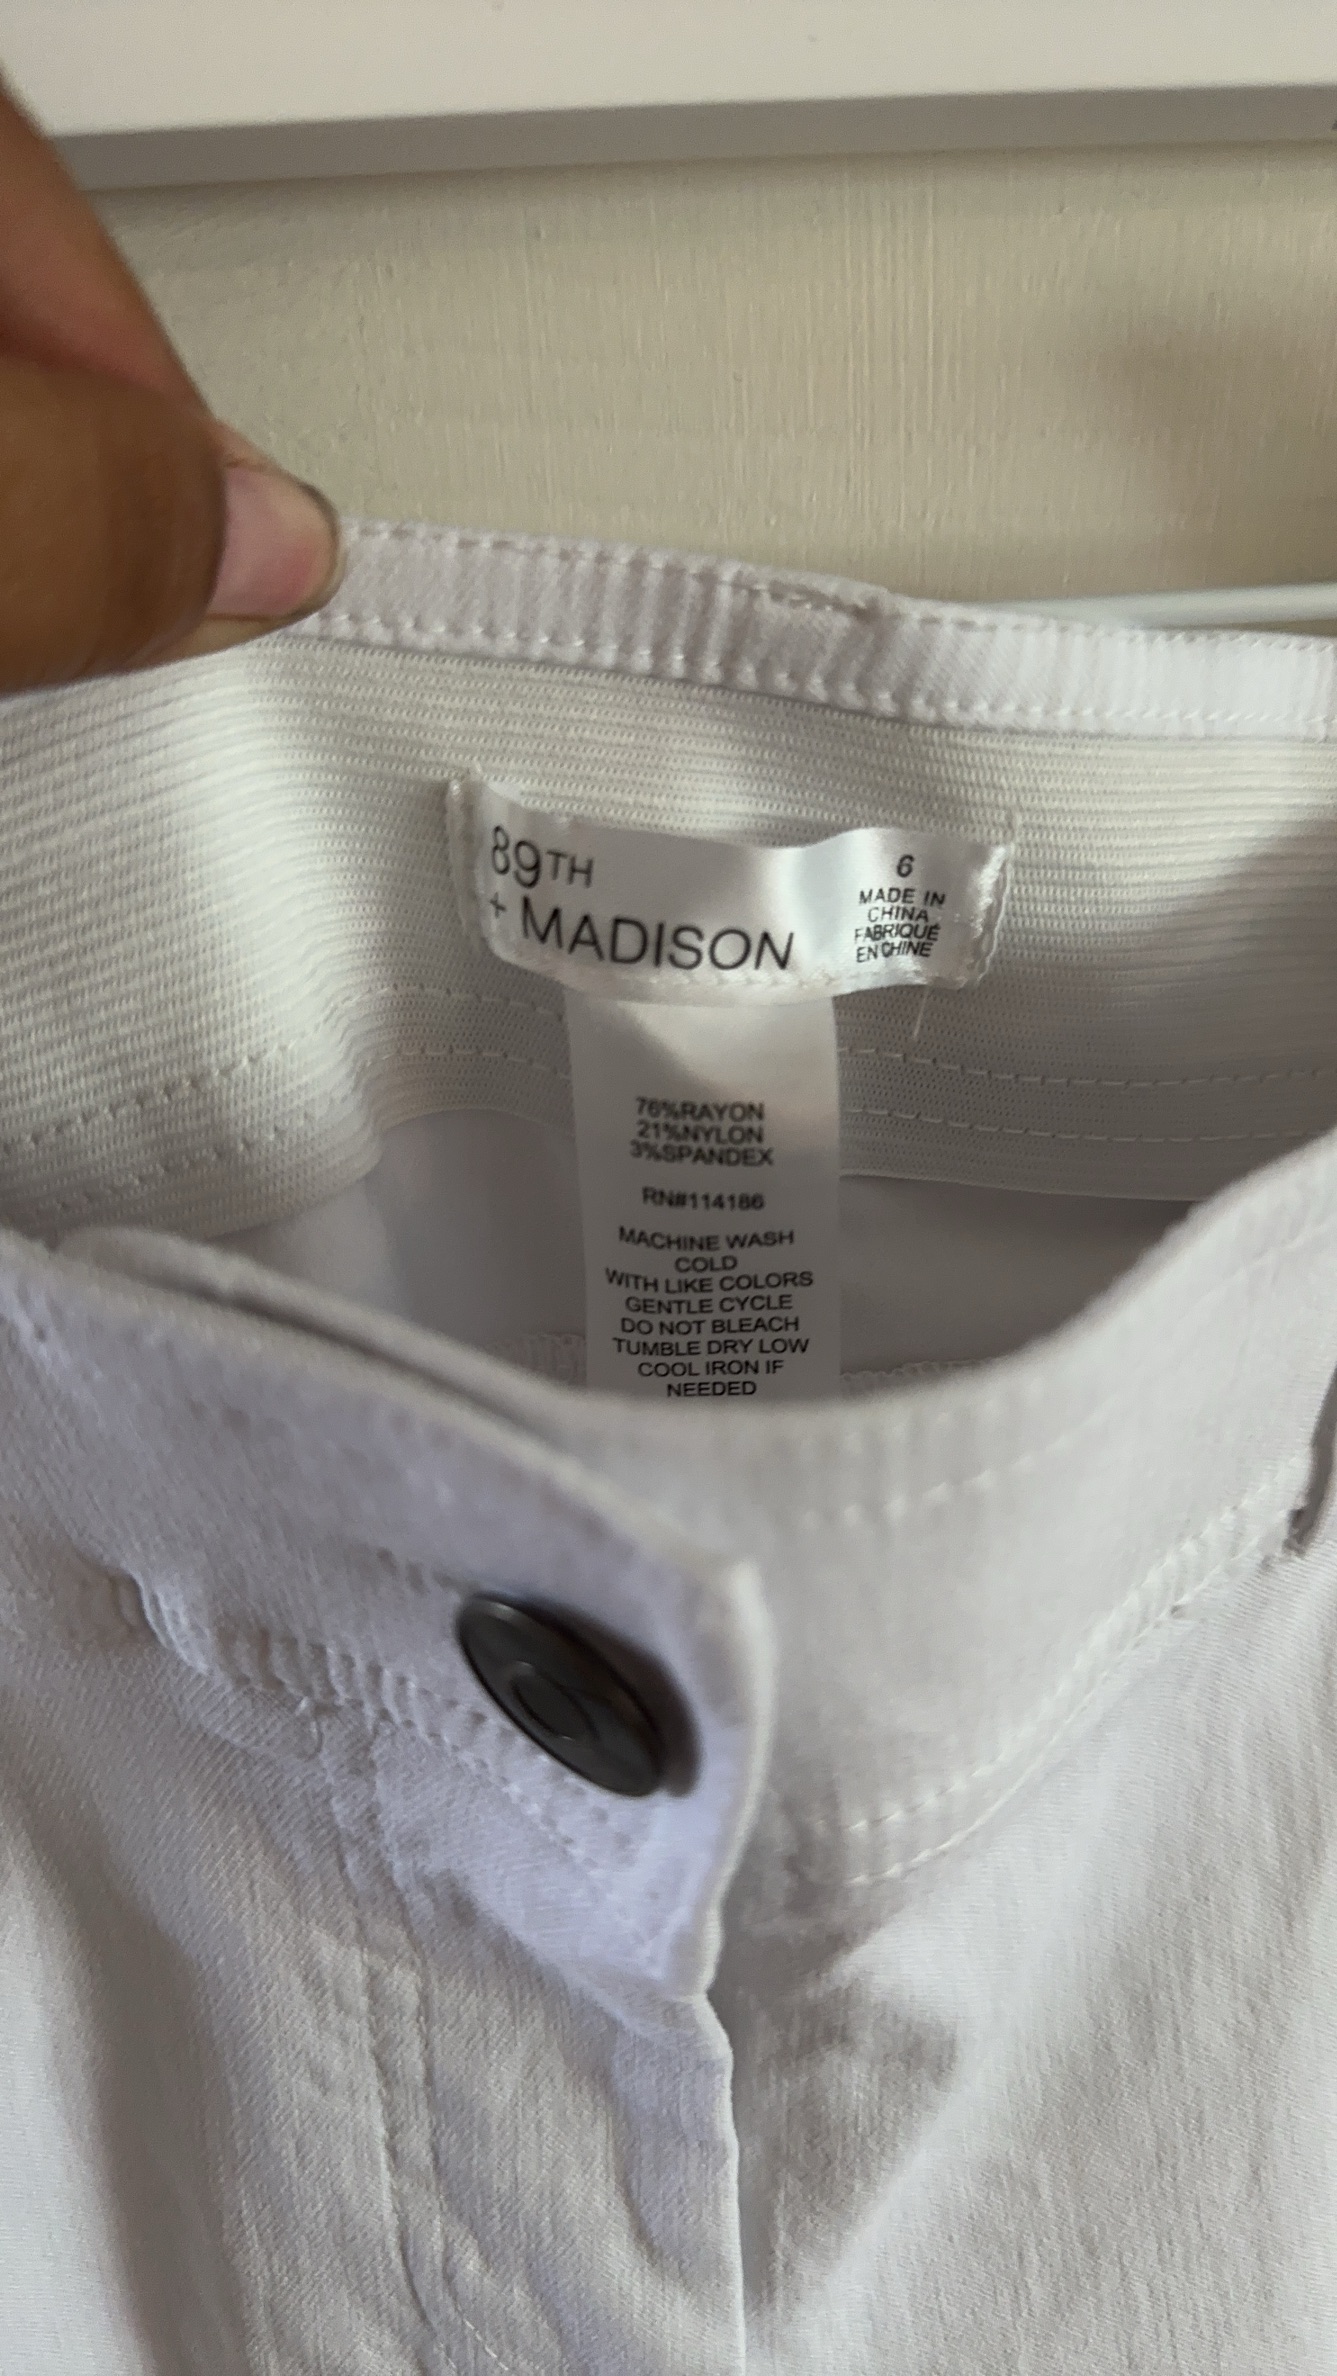 89TH
+ MADISON
6
MADE IN
CHINA
FABRIQUÉ
EN CHINE
76%RAYON
21%NYLON
3%SPANDEX
RN#114186
MACHINE WASH
COLD
WITH LIKE COLORS
GENTLE CYCLE
DO NOT BLEACH
TUMBLE DRY LOW
COOL IRON IF
NEEDED